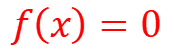 f(x) = 0